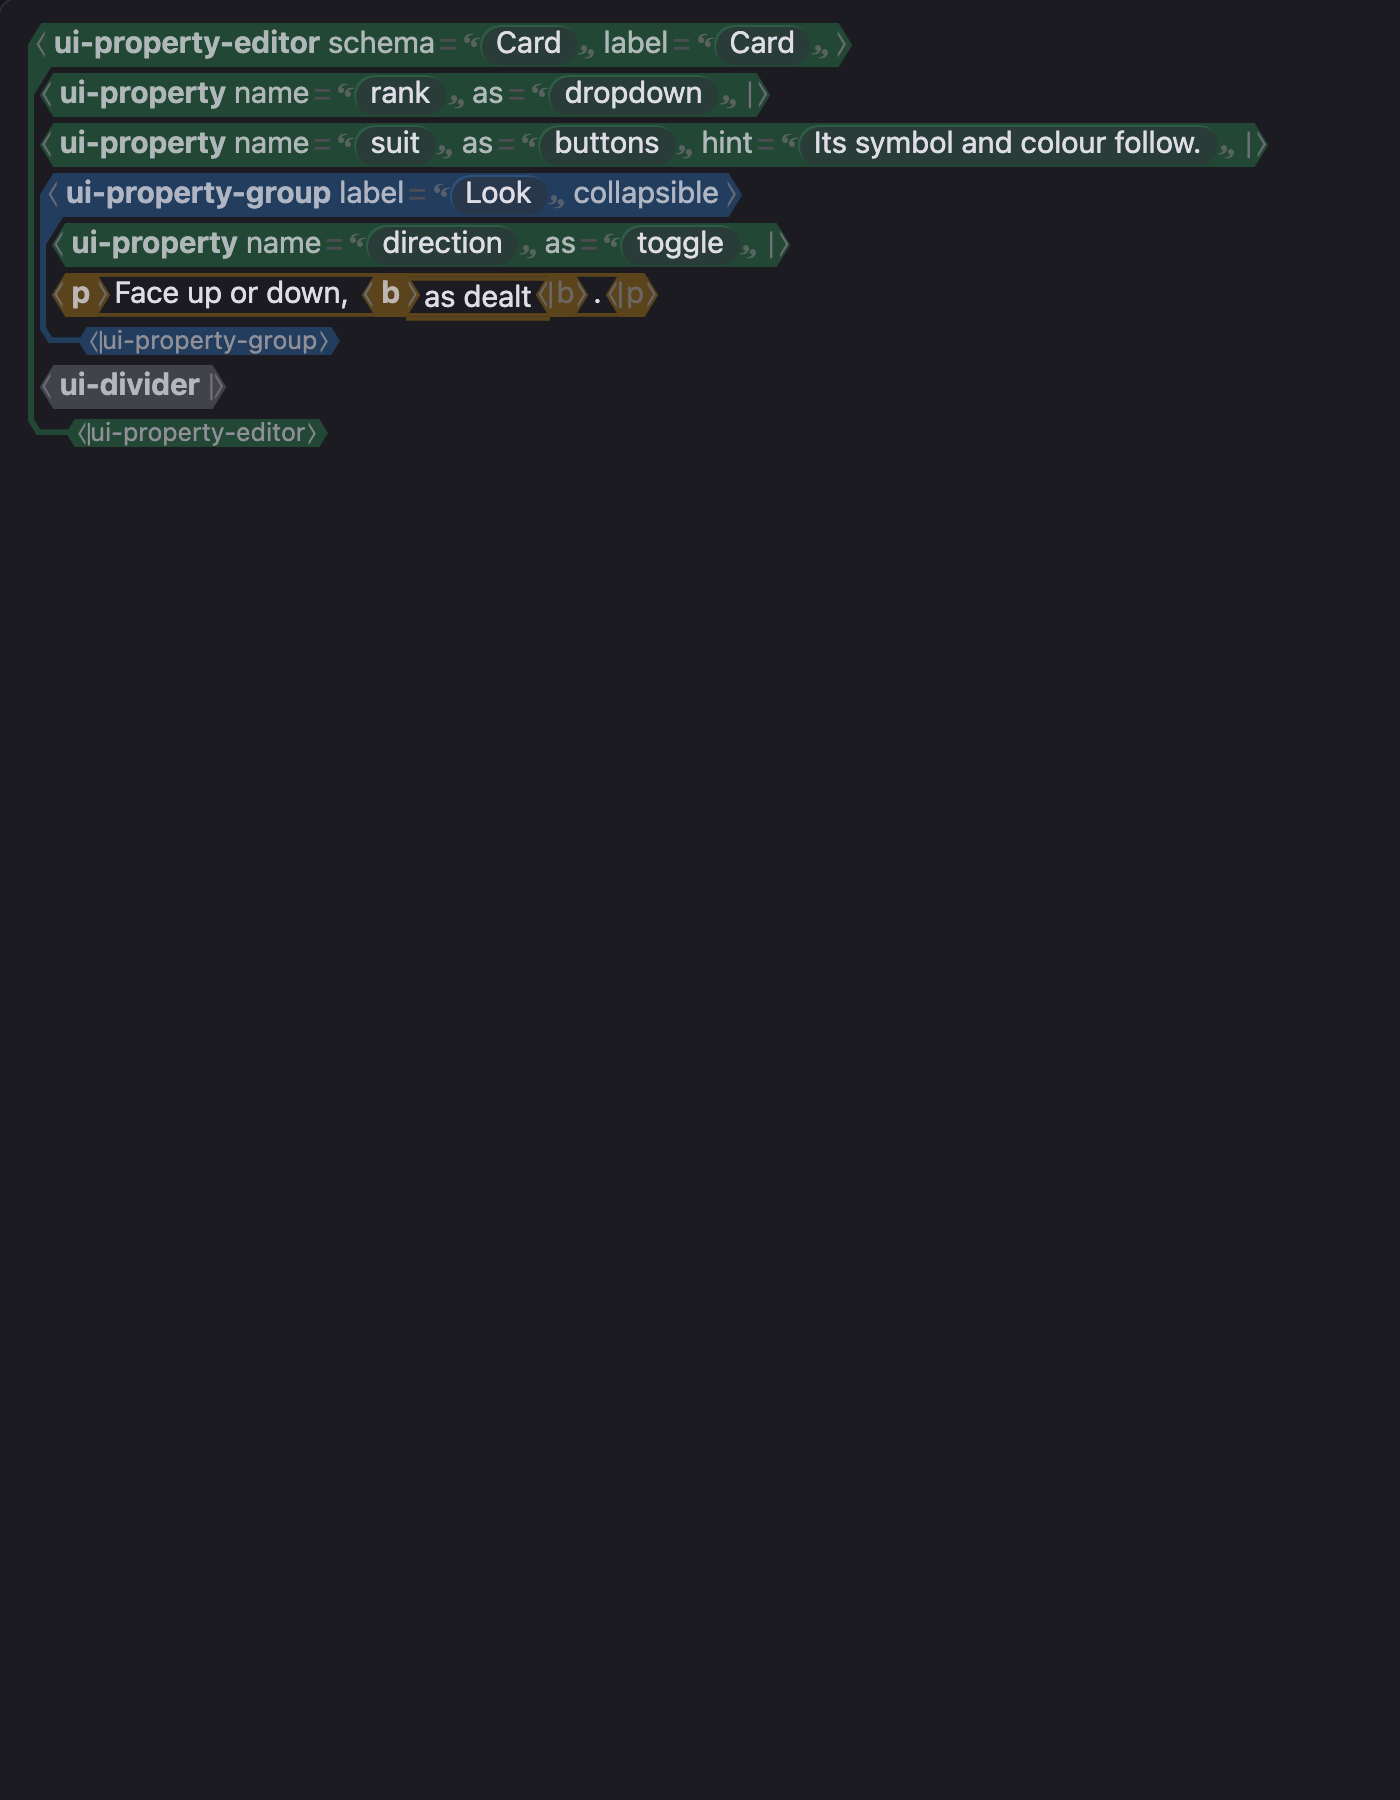 〈 ui-property-editor schema=“Card„ label=“Card„ 〉
〈 ui-property name=“rank„ as=“dropdown„ |〉
〈 ui-property name=“suit„ as=“buttons„ hint=“Its symbol and colour follow.„ |〉
〈 ui-property-group label=“Look„ collapsible 〉
〈 ui-property name=“direction„ as=“toggle„ |〉
〈 p 〉 Face up or down, 〈 b 〉 as dealt 〈|b〉 . 〈|p〉
〈|ui-property-group〉
〈 ui-divider |〉
〈|ui-property-editor〉